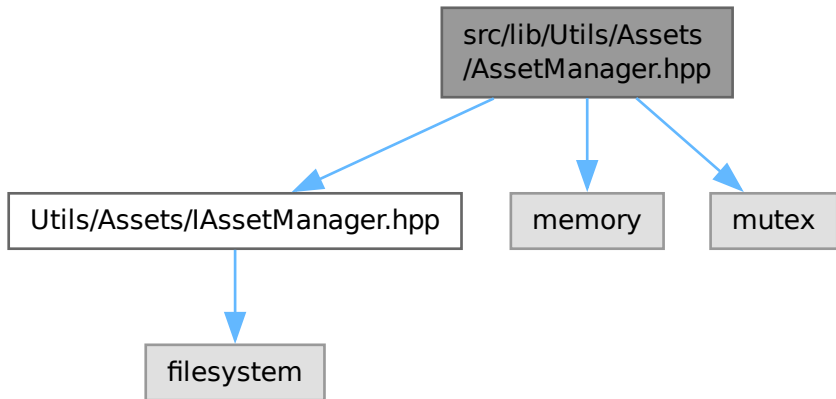 src/lib/Utils/Assets
/AssetManager.hpp
Utils/Assets/IAssetManager.hpp
memory
mutex
filesystem